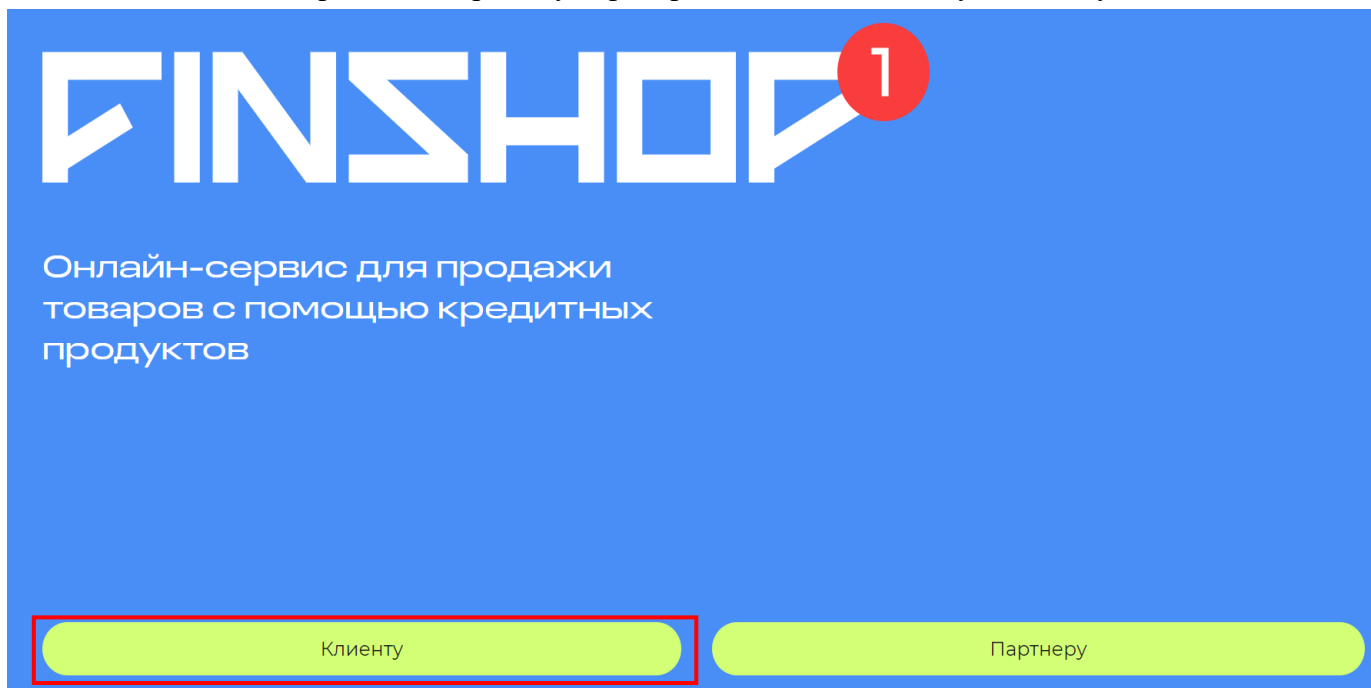 FINSHOP
1
Онлайн-сервис для продажи
товаров с помощью кредитных
продуктов
Клиенту
Партнеру